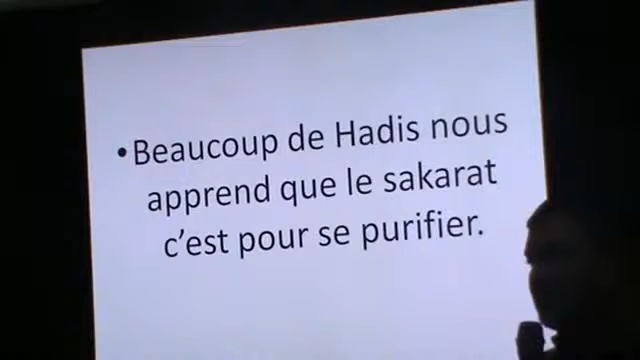 •Beaucoup de Hadis nous
apprend que le sakarat
c'est pour se purifier.